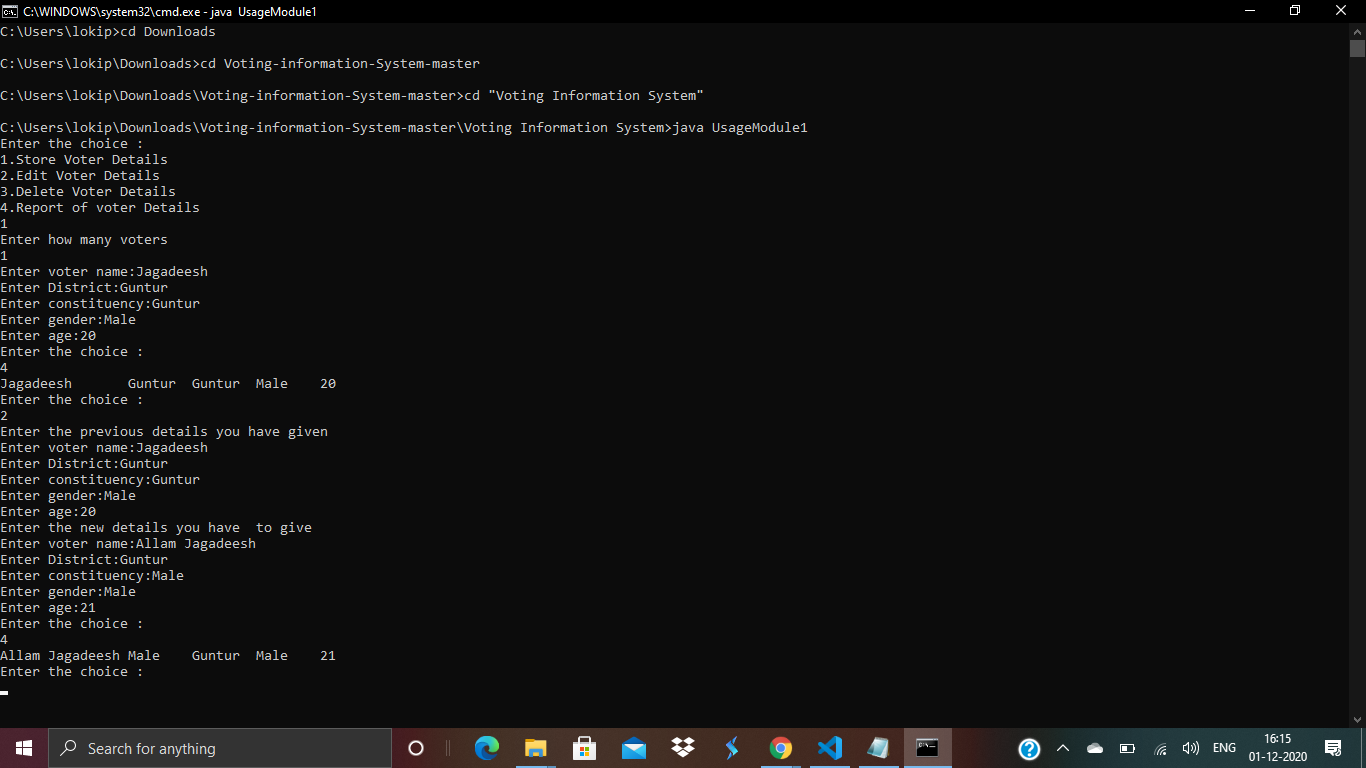 C:\WINDOWS\system32\cmd.exe - java  UsageModule1
C:\Users\lokip>cd Downloads
C:\Users\lokip\Downloads>cd Voting-information-System-master
C:\Users\lokip\Downloads\Voting-information-System-master>cd "Voting Information System"
C:\Users\lokip\Downloads\Voting-information-System-master\Voting Information System>java UsageModule1
Enter the choice :
1.Store Voter Details
2.Edit Voter Details
3.Delete Voter Details
4.Report of voter Details
1
Enter how many voters
1
Enter voter name:Jagadeesh
Enter District:Guntur
Enter constituency:Guntur
Enter gender:Male
Enter age:20
Enter the choice :
4
Jagadeesh       Guntur  Guntur  Male    20
Enter the choice :
2
Enter the previous details you have given
Enter voter name:Jagadeesh
Enter District:Guntur
Enter constituency:Guntur
Enter gender:Male
Enter age:20
Enter the new details you have  to give
Enter voter name:Allam Jagadeesh
Enter District:Guntur
Enter constituency:Male
Enter gender:Male
Enter age:21
Enter the choice :
4
Allam Jagadeesh Male    Guntur  Male    21
Enter the choice :
Search for anything
ENG
16:15
01-12-2020